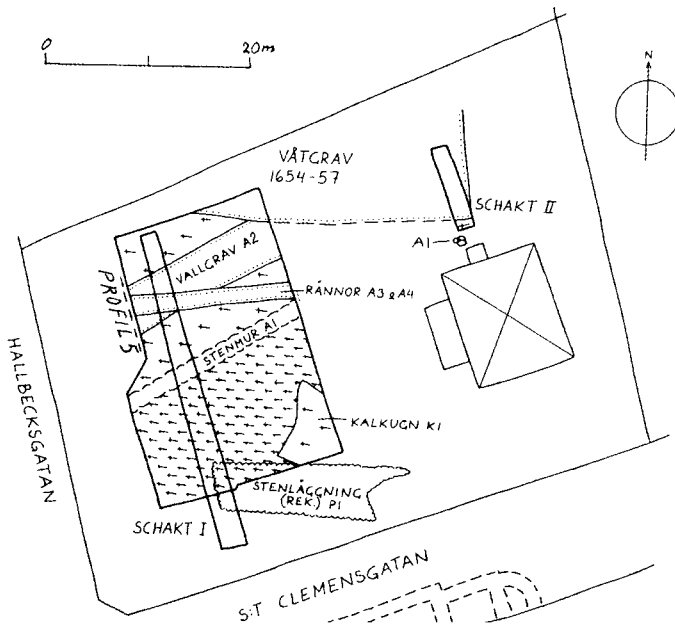 0 20m
N
VÅTGRAV
1654-57
SCHAKT II
A1
VALLGRAV A2
PROFIL 5
RÄNNOR A3 & A4
STENMUR A1
HALLBECKSGATAN
KALKUGN K1
STENLÄGGNING
(REK.) P1
SCHAKT I
S:T CLEMENSGATAN